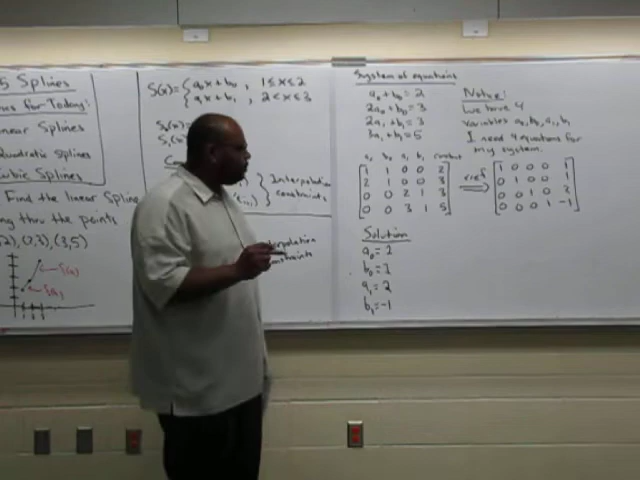 5 Splines
us for Today:
inear Splines
Quadratic Splines
Cubic Splines
Find the linear Spline
ing thru the points
2), (2,3), (3,5)
S(x) = { a₀x + b₀ , 1 ≤ x ≤ 2
a₁x + b₁ , 2 < x ≤ 3
} Interpolation
constraints
System of equations
a₀ + b₀ = 2
2a₀ + b₀ = 3
2a₁ + b₁ = 3
3a₁ + b₁ = 5
Note:
we have 4
variables a₀, b₀, a₁, b₁
I need 4 equations for
my system.
a₀ b₀ a₁ b₁
1 1 0 0 2
2 1 0 0 3
0 0 2 1 3
0 0 3 1 5
rref
1 0 0 0 1
0 1 0 0 1
0 0 1 0 2
0 0 0 1 -1
Solution
a₀ = 1
b₀ = 1
a₁ = 2
b₁ = -1